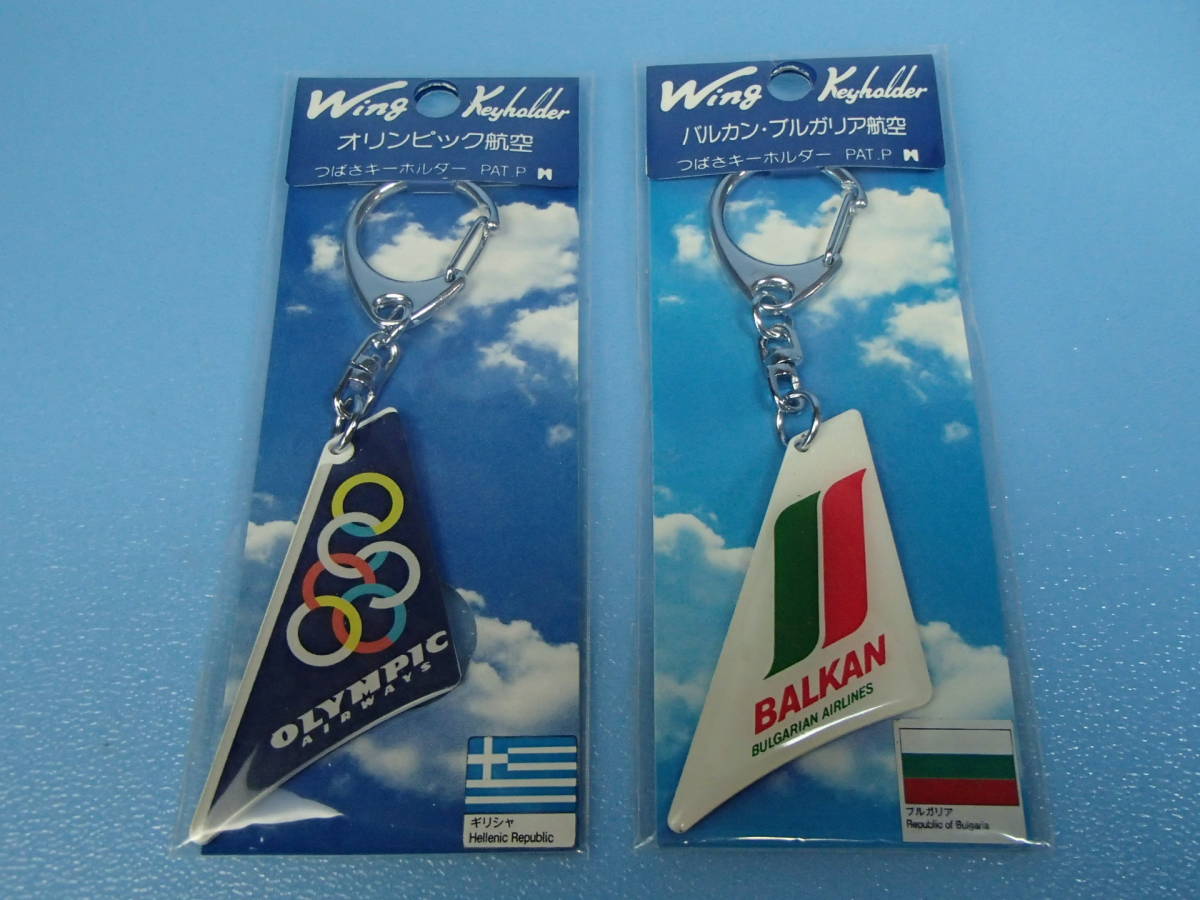 Wing Keyholder
オリンピック航空
つばさキーホルダー PAT.P
OLYMPIC
AIRWAYS
ギリシャ
Hellenic Republic
Wing Keyholder
バルカン・ブルガリア航空
つばさキーホルダー PAT.P
BALKAN
BULGARIAN AIRLINES
ブルガリア
Republic of Bulgaria